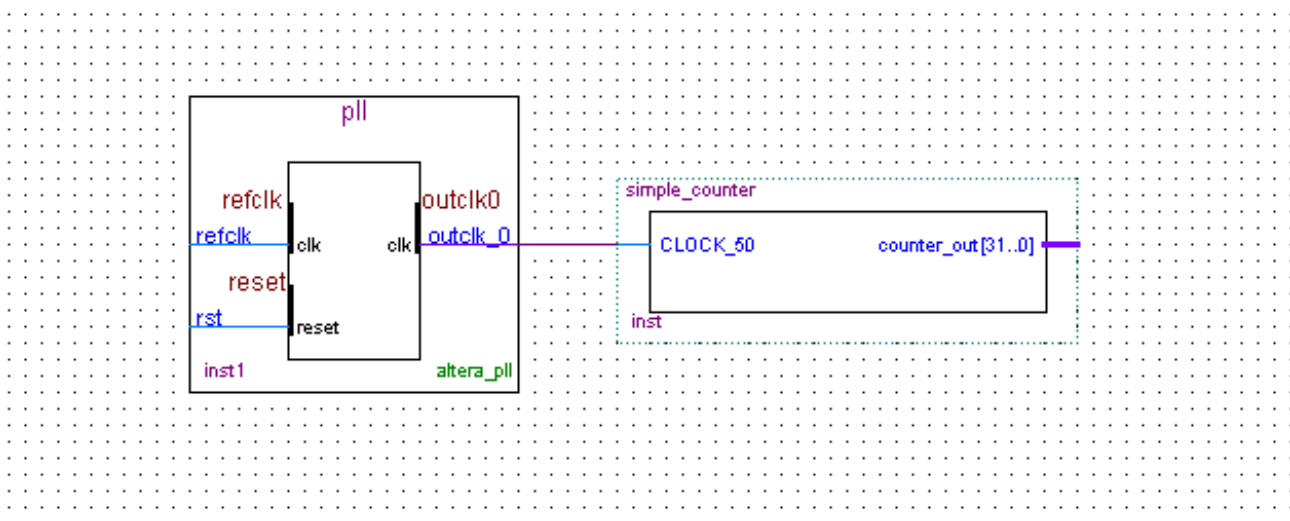 pll
refclk outclk0
refclk clk clk outclk_0
reset
rst reset
inst1 altera_pll
simple_counter
CLOCK_50 counter_out[31..0]
inst